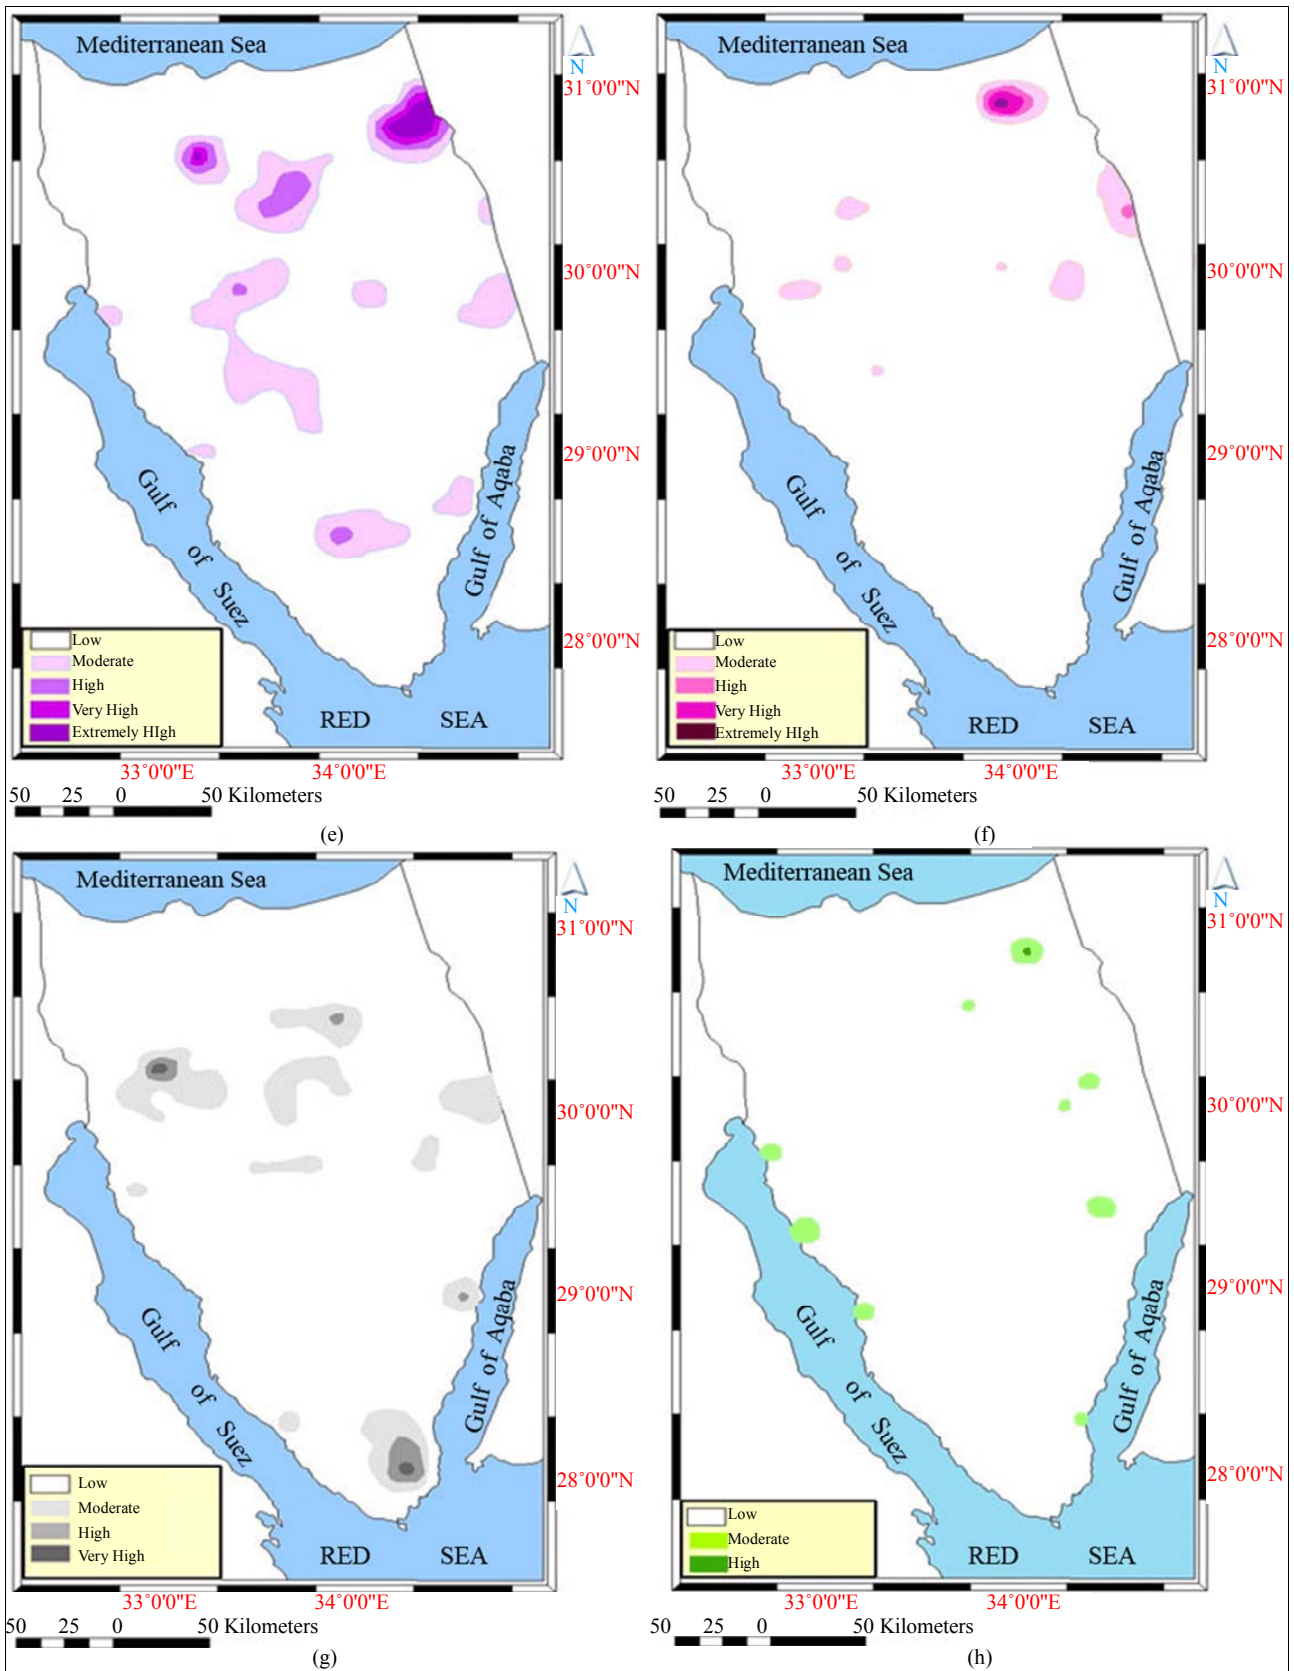 Mediterranean Sea
N
31°0'0"N
30°0'0"N
29°0'0"N
28°0'0"N
Gulf of Suez
Gulf of Aqaba
RED SEA
Low
Moderate
High
Very High
Extremely HIgh
33°0'0"E 34°0'0"E
50 25 0 50 Kilometers
(e)
Mediterranean Sea
N
31°0'0"N
30°0'0"N
29°0'0"N
28°0'0"N
Gulf of Suez
Gulf of Aqaba
RED SEA
Low
Moderate
High
Very High
Extremely HIgh
33°0'0"E 34°0'0"E
50 25 0 50 Kilometers
(f)
Mediterranean Sea
N
31°0'0"N
30°0'0"N
29°0'0"N
28°0'0"N
Gulf of Suez
Gulf of Aqaba
RED SEA
Low
Moderate
High
Very High
33°0'0"E 34°0'0"E
50 25 0 50 Kilometers
(g)
Mediterranean Sea
N
31°0'0"N
30°0'0"N
29°0'0"N
28°0'0"N
Gulf of Suez
Gulf of Aqaba
RED SEA
Low
Moderate
High
33°0'0"E 34°0'0"E
50 25 0 50 Kilometers
(h)